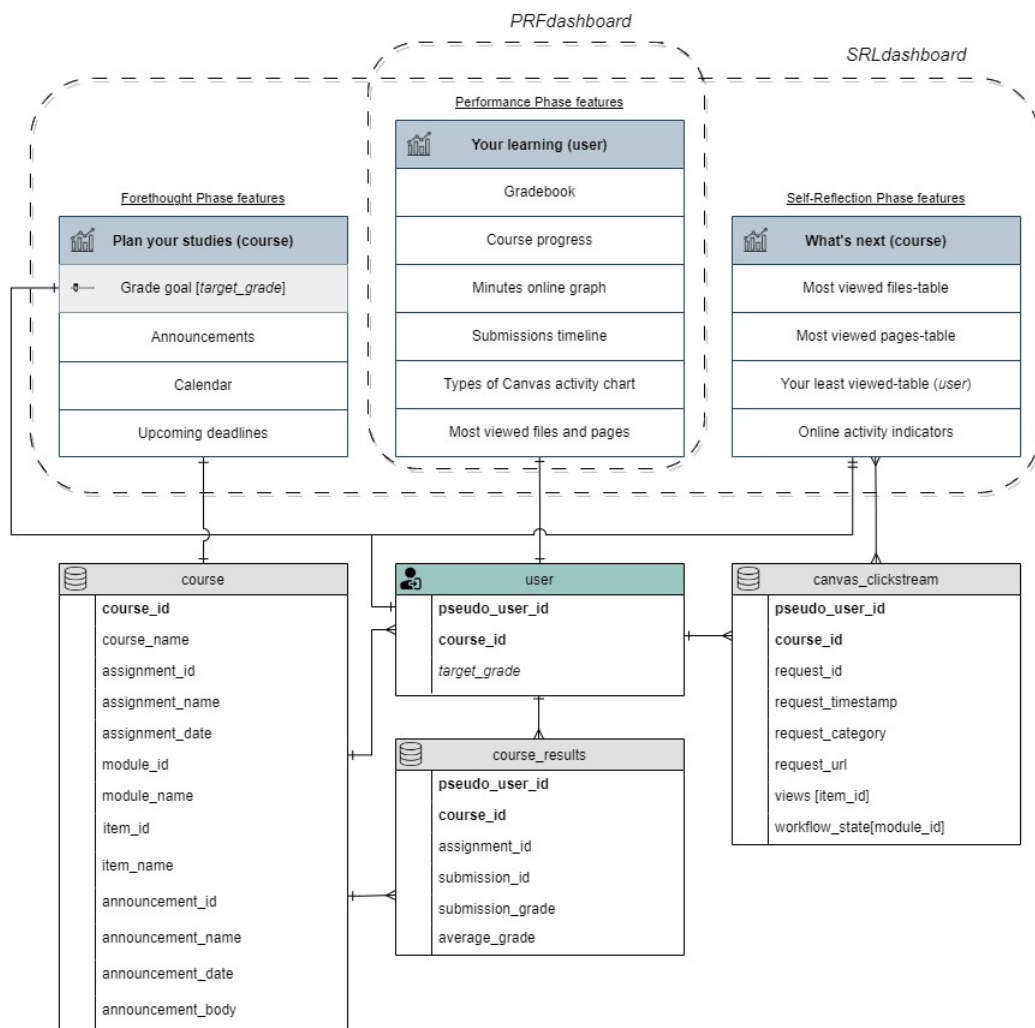 PRFdashboard
SRLdashboard
Performance Phase features
Your learning (user)
Gradebook
Course progress
Minutes online graph
Submissions timeline
Types of Canvas activity chart
Most viewed files and pages
Forethought Phase features
Plan your studies (course)
Grade goal [target_grade]
Announcements
Calendar
Upcoming deadlines
Self-Reflection Phase features
What's next (course)
Most viewed files-table
Most viewed pages-table
Your least viewed-table (user)
Online activity indicators
course
course_id
course_name
assignment_id
assignment_name
assignment_date
module_id
module_name
item_id
item_name
announcement_id
announcement_name
announcement_date
announcement_body
user
pseudo_user_id
course_id
target_grade
course_results
pseudo_user_id
course_id
assignment_id
submission_id
submission_grade
average_grade
canvas_clickstream
pseudo_user_id
course_id
request_id
request_timestamp
request_category
request_url
views [item_id]
workflow_state[module_id]